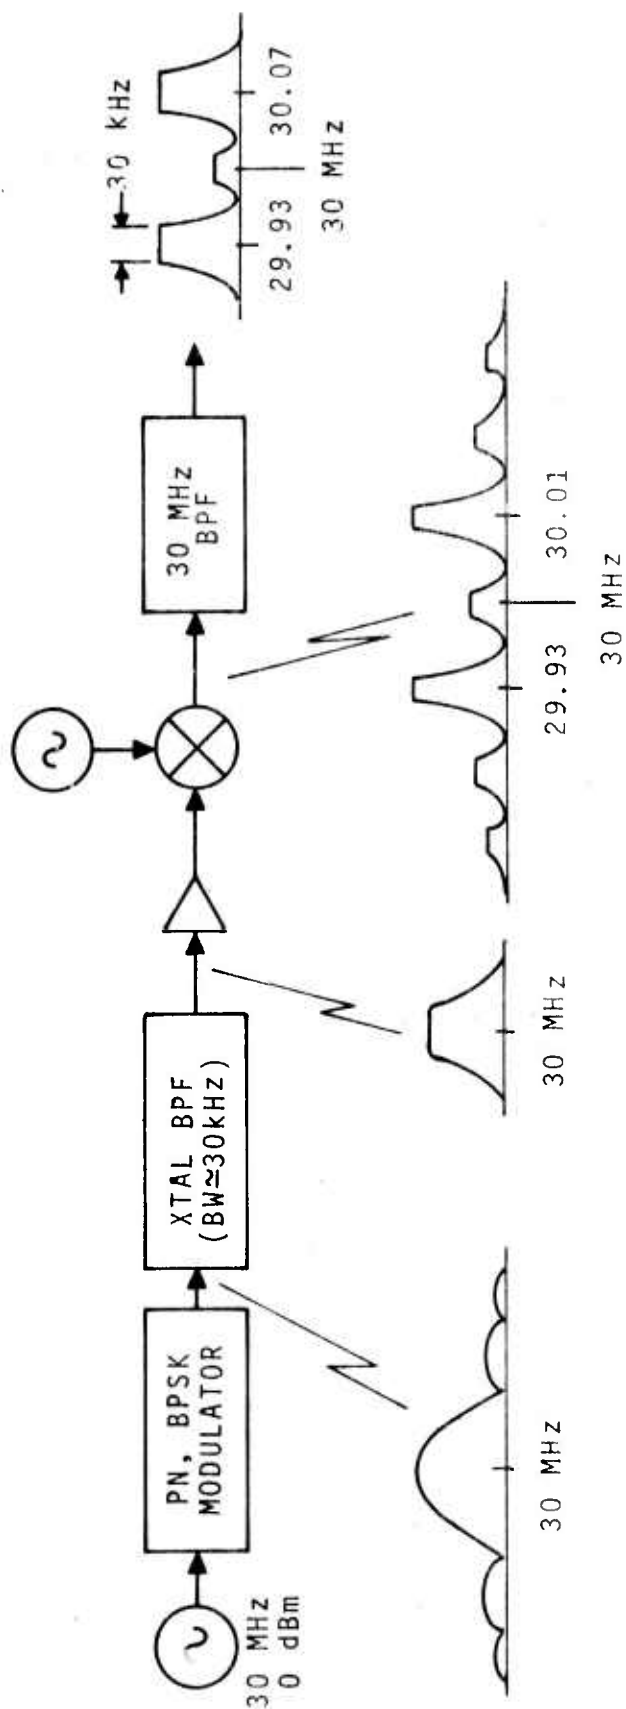 30 MHz
0 dBm
PN, BPSK
MODULATOR
XTAL BPF
(BW≃30kHz)
30 MHz
BPF
30 kHz
29.93
30.07
30 MHz
30 MHz
30 MHz
29.93
30.01
30 MHz